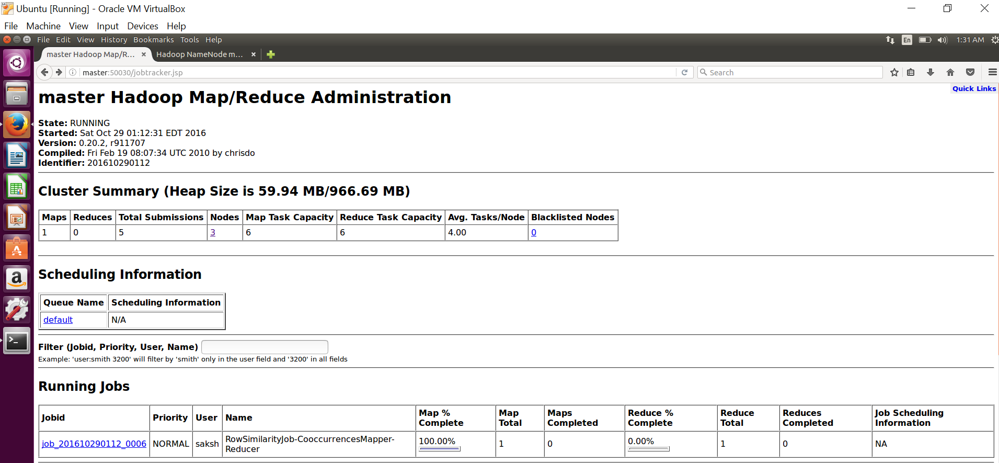 Ubuntu [Running] - Oracle VM VirtualBox
File Machine View Input Devices Help
File Edit View History Bookmarks Tools Help
En
1:31 AM
master Hadoop Map/R...
Hadoop NameNode m...
master:50030/jobtracker.jsp
Search
Quick Links
master Hadoop Map/Reduce Administration
State: RUNNING
Started: Sat Oct 29 01:12:31 EDT 2016
Version: 0.20.2, r911707
Compiled: Fri Feb 19 08:07:34 UTC 2010 by chrisdo
Identifier: 201610290112
Cluster Summary (Heap Size is 59.94 MB/966.69 MB)
Maps Reduces Total Submissions Nodes Map Task Capacity Reduce Task Capacity Avg. Tasks/Node Blacklisted Nodes
1 0 5 3 6 6 4.00 0
Scheduling Information
Queue Name Scheduling Information
default N/A
Filter (Jobid, Priority, User, Name)
Example: 'user:smith 3200' will filter by 'smith' only in the user field and '3200' in all fields
Running Jobs
Jobid Priority User Name Map % Complete Map Total Maps Completed Reduce % Complete Reduce Total Reduces Completed Job Scheduling Information
job_201610290112_0006 NORMAL saksh RowSimilarityJob-CooccurrencesMapper-Reducer 100.00% 1 0 0.00% 1 0 NA